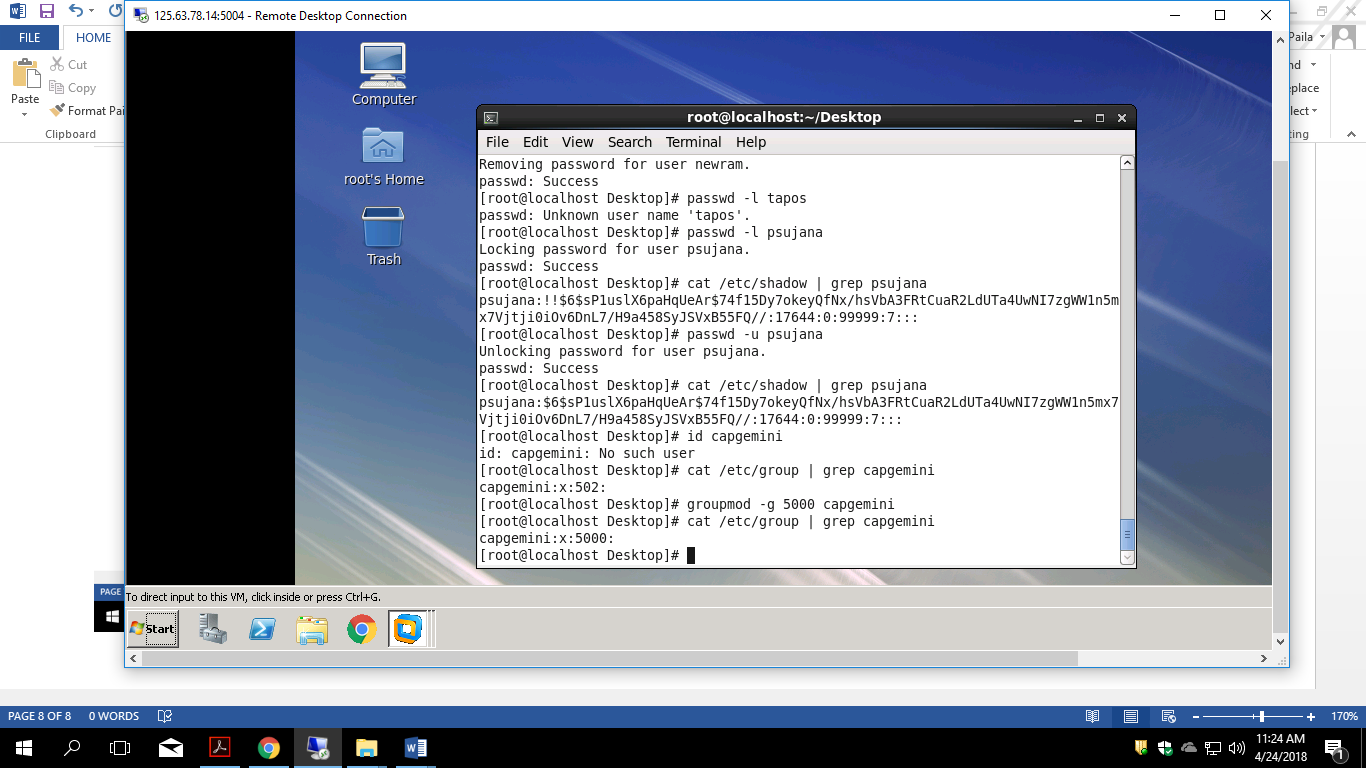 125.63.78.14:5004 - Remote Desktop Connection
FILE
HOME
Paila
Cut
Copy
Format Pai
Paste
Clipboard
nd
eplace
lect
ting
Computer
root's Home
Trash
root@localhost:~/Desktop
File Edit View Search Terminal Help
Removing password for user newram.
passwd: Success
[root@localhost Desktop]# passwd -l tapos
passwd: Unknown user name 'tapos'.
[root@localhost Desktop]# passwd -l psujana
Locking password for user psujana.
passwd: Success
[root@localhost Desktop]# cat /etc/shadow | grep psujana
psujana:!!$6$sP1uslX6paHqUeAr$74f15Dy7okeyQfNx/hsVbA3FRtCuaR2LdUTa4UwNI7zgWW1n5m
x7Vjtji0iOv6DnL7/H9a458SyJSVxB55FQ//:17644:0:99999:7:::
[root@localhost Desktop]# passwd -u psujana
Unlocking password for user psujana.
passwd: Success
[root@localhost Desktop]# cat /etc/shadow | grep psujana
psujana:$6$sP1uslX6paHqUeAr$74f15Dy7okeyQfNx/hsVbA3FRtCuaR2LdUTa4UwNI7zgWW1n5mx7
Vjtji0iOv6DnL7/H9a458SyJSVxB55FQ//:17644:0:99999:7:::
[root@localhost Desktop]# id capgemini
id: capgemini: No such user
[root@localhost Desktop]# cat /etc/group | grep capgemini
capgemini:x:502:
[root@localhost Desktop]# groupmod -g 5000 capgemini
[root@localhost Desktop]# cat /etc/group | grep capgemini
capgemini:x:5000:
[root@localhost Desktop]#
PAGE
To direct input to this VM, click inside or press Ctrl+G.
Start
PAGE 8 OF 8 0 WORDS
170%
11:24 AM
4/24/2018
1